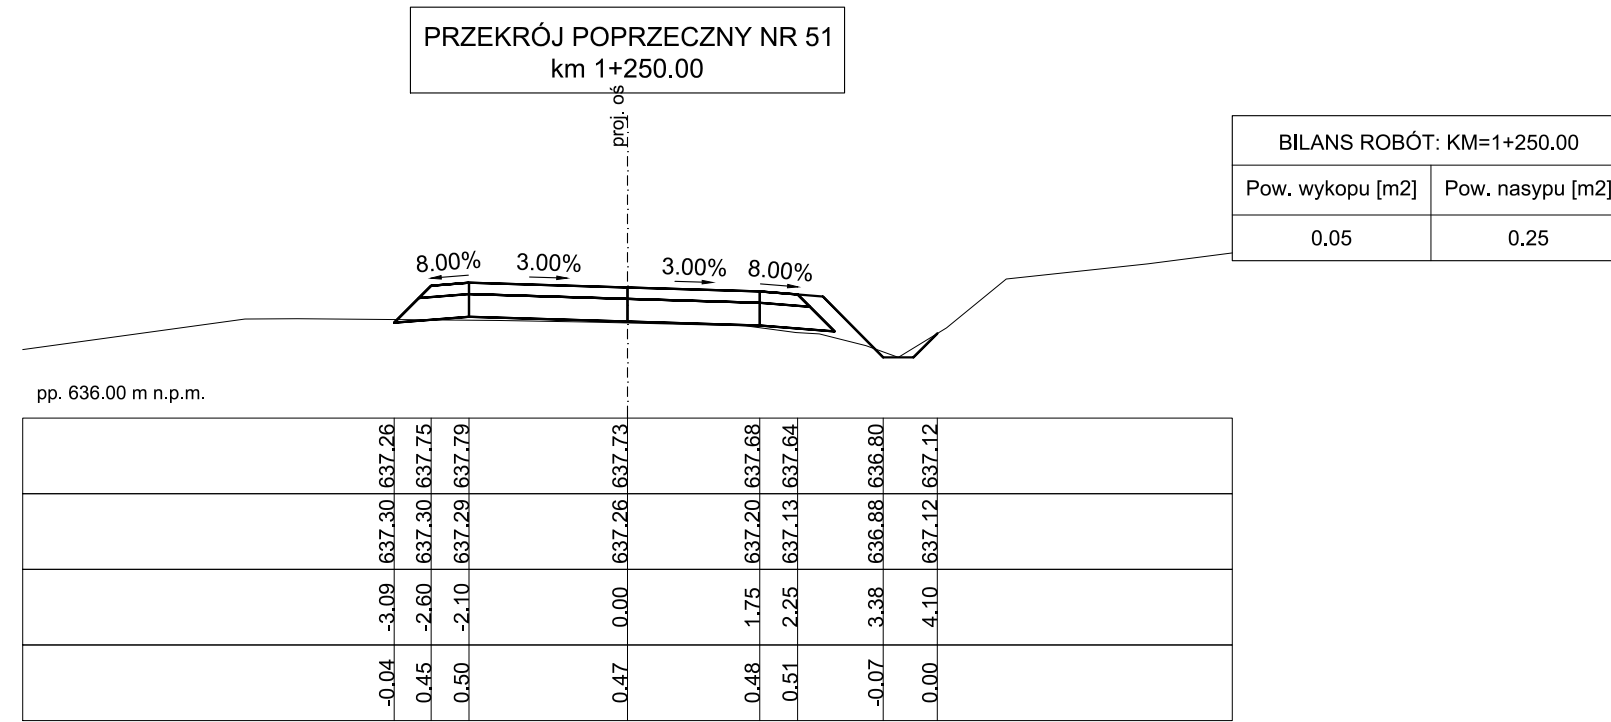 PRZEKRÓJ POPRZECZNY NR 51
km 1+250.00
proj. oś
BILANS ROBÓT: KM=1+250.00
Pow. wykopu [m2] Pow. nasypu [m2]
0.05 0.25
8.00% 3.00% 3.00% 8.00%
pp. 636.00 m n.p.m.
637.26 637.75 637.79 637.73 637.68 637.64 636.80 637.12
637.30 637.30 637.29 637.26 637.20 637.13 636.88 637.12
-3.09 -2.60 -2.10 0.00 1.75 2.25 3.38 4.10
-0.04 0.45 0.50 0.47 0.48 0.51 -0.07 0.00